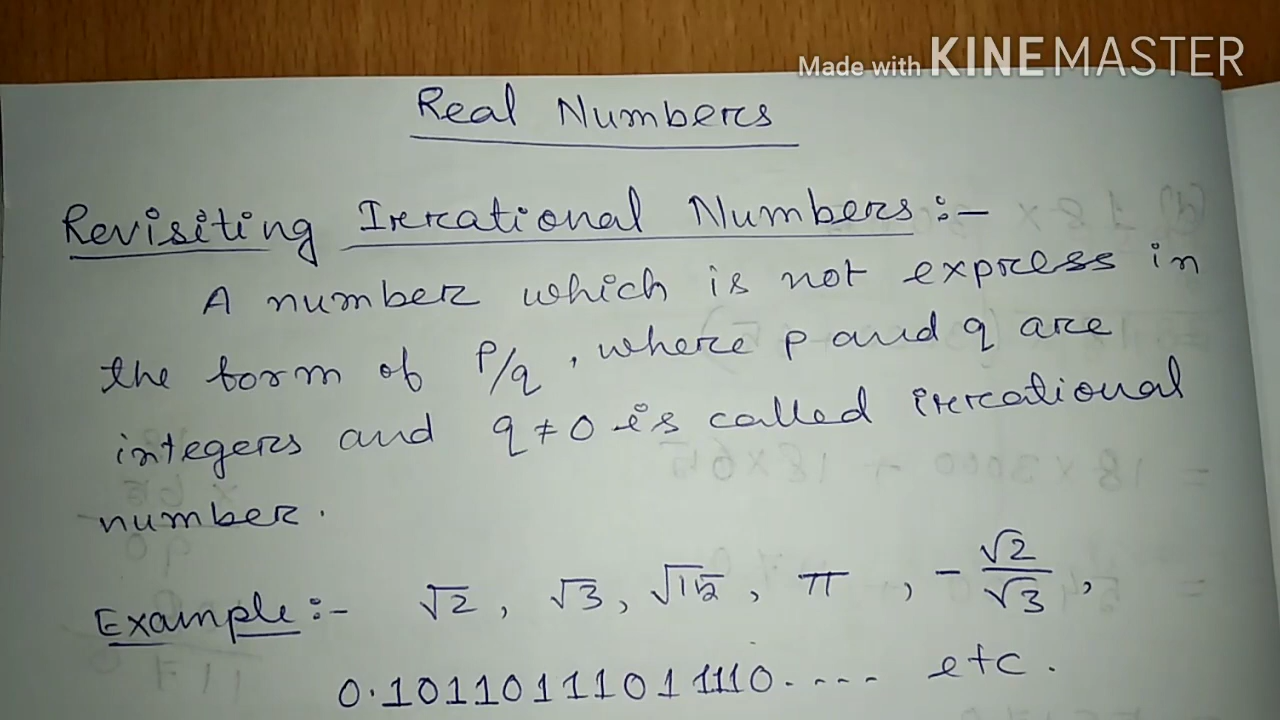 Made with KINEMASTER
Real Numbers
Revisiting Irrational Numbers :-
A number which is not express in
the form of P/q, where p and q are
integers and q ≠ 0 is called irrational
number.
Example :- √2, √3, √15, π, -√2/√3,
0.10110111011110.... etc.